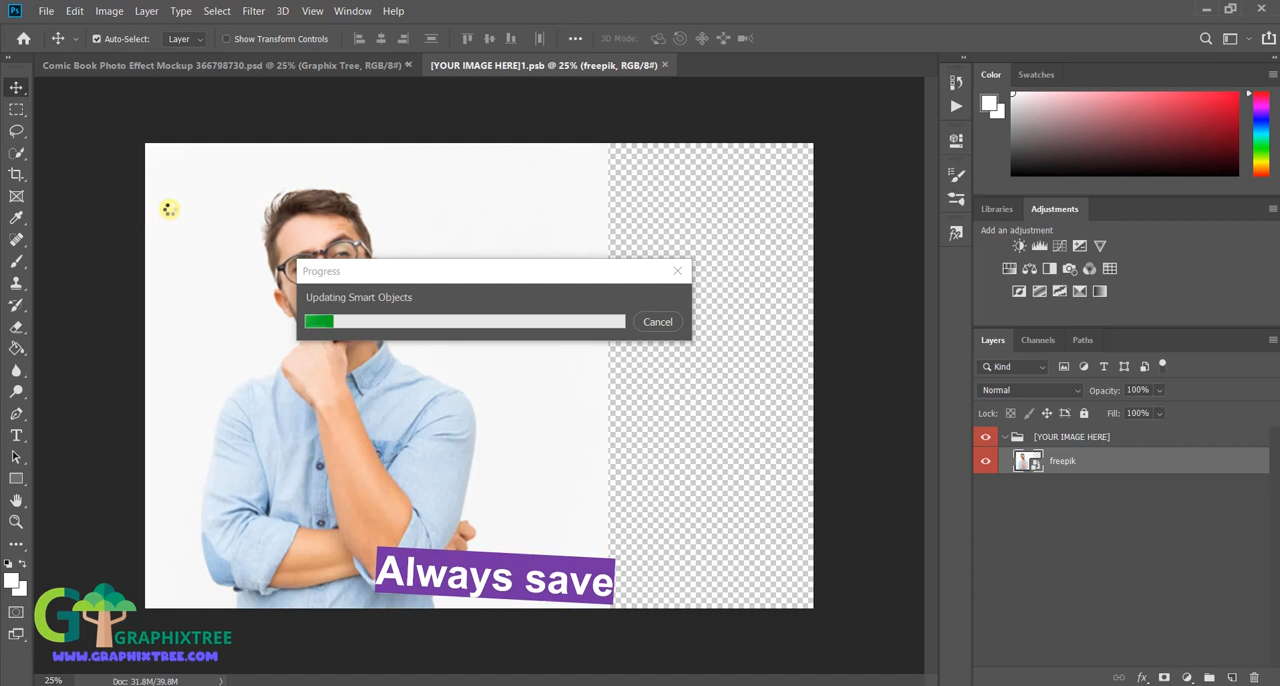 Ps File Edit Image Layer Type Select Filter 3D View Window Help
Auto-Select: Layer Show Transform Controls 3D Mode:
Comic Book Photo Effect Mockup 366798730.psd @ 25% (Graphix Tree, RGB/8#) × [YOUR IMAGE HERE]1.psb @ 25% (freepik, RGB/8#) ×
Color Swatches
Libraries Adjustments
Add an adjustment
Progress
Updating Smart Objects
Cancel
Layers Channels Paths
Kind
Normal Opacity: 100%
Lock: Fill: 100%
[YOUR IMAGE HERE]
freepik
Always save
G GRAPHIXTREE
WWW.GRAPHIXTREE.COM
25% Doc: 31.8M/39.8M